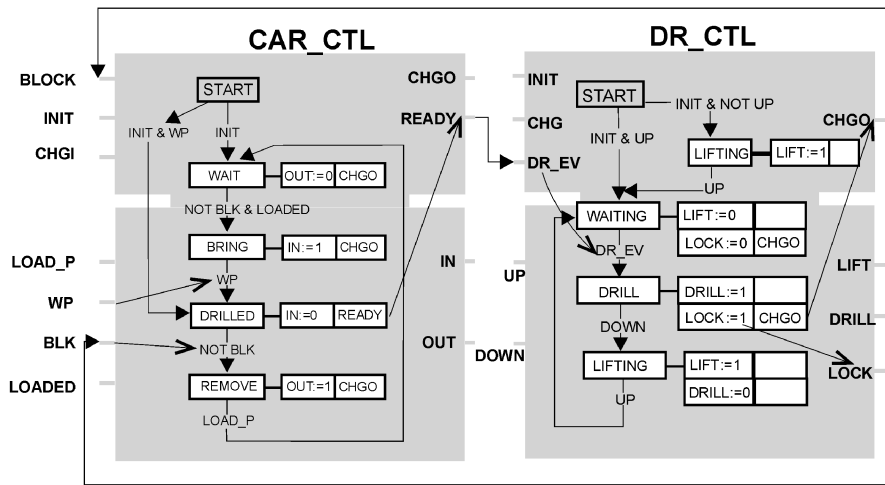 CAR_CTL
BLOCK
INIT
CHGI
LOAD_P
WP
BLK
LOADED
START
INIT & WP
INIT
WAIT
OUT:=0
CHGO
NOT BLK & LOADED
BRING
IN:=1
CHGO
WP
DRILLED
IN:=0
READY
NOT BLK
REMOVE
OUT:=1
CHGO
LOAD_P
CHGO
READY
IN
OUT
DR_CTL
INIT
CHG
DR_EV
UP
DOWN
START
INIT & NOT UP
INIT & UP
LIFTING
LIFT:=1
UP
WAITING
LIFT:=0
LOCK:=0
CHGO
DR_EV
DRILL
DRILL:=1
LOCK:=1
CHGO
DOWN
LIFTING
LIFT:=1
DRILL:=0
UP
CHGO
LIFT
DRILL
LOCK